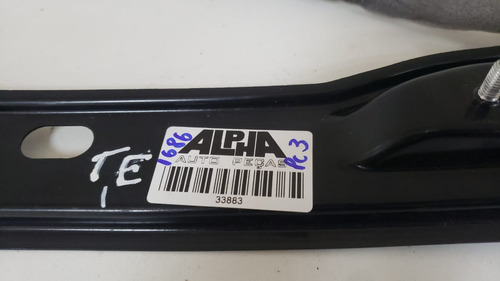 TE
1686
ALPHA
AUTO PEÇAS
33883